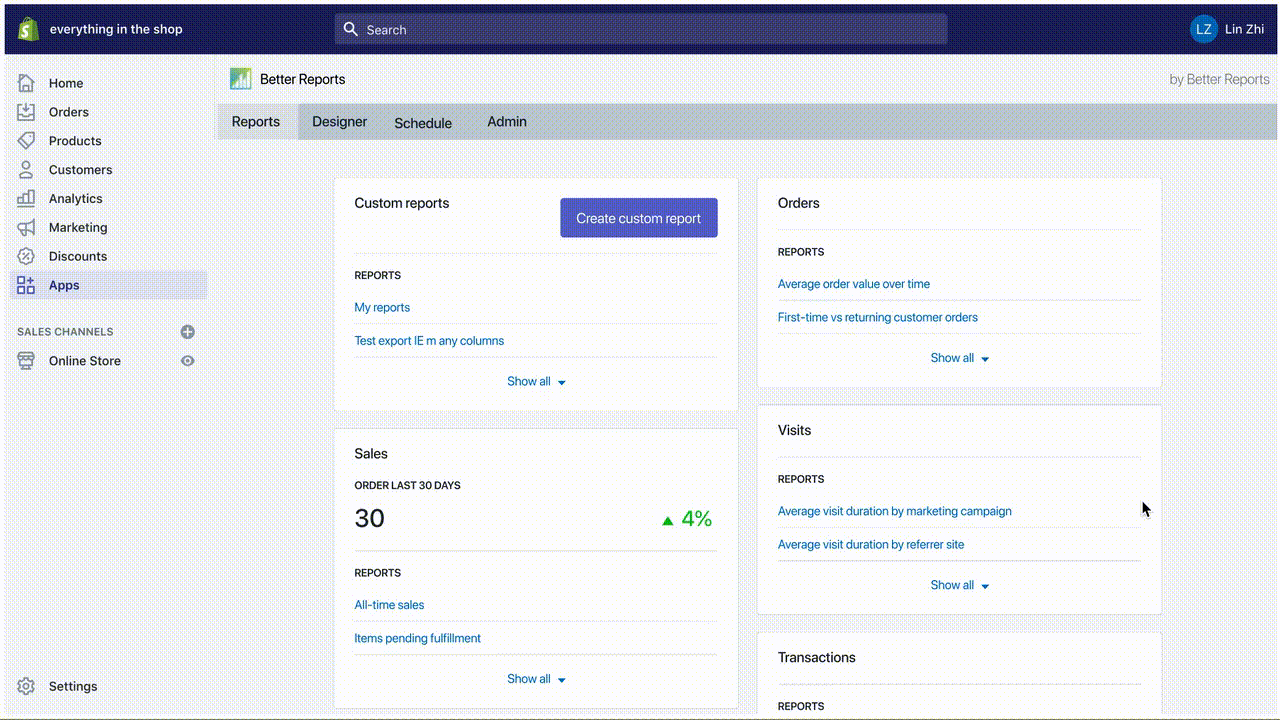 everything in the shop
Search
LZ Lin Zhi
Home
Orders
Products
Customers
Analytics
Marketing
Discounts
Apps
SALES CHANNELS
Online Store
Settings
Better Reports
by Better Reports
Reports Designer Schedule Admin
Custom reports
Create custom report
REPORTS
My reports
Test export IE m any columns
Show all
Sales
ORDER LAST 30 DAYS
30 4%
REPORTS
All-time sales
Items pending fulfillment
Show all
Orders
REPORTS
Average order value over time
First-time vs returning customer orders
Show all
Visits
REPORTS
Average visit duration by marketing campaign
Average visit duration by referrer site
Show all
Transactions
REPORTS